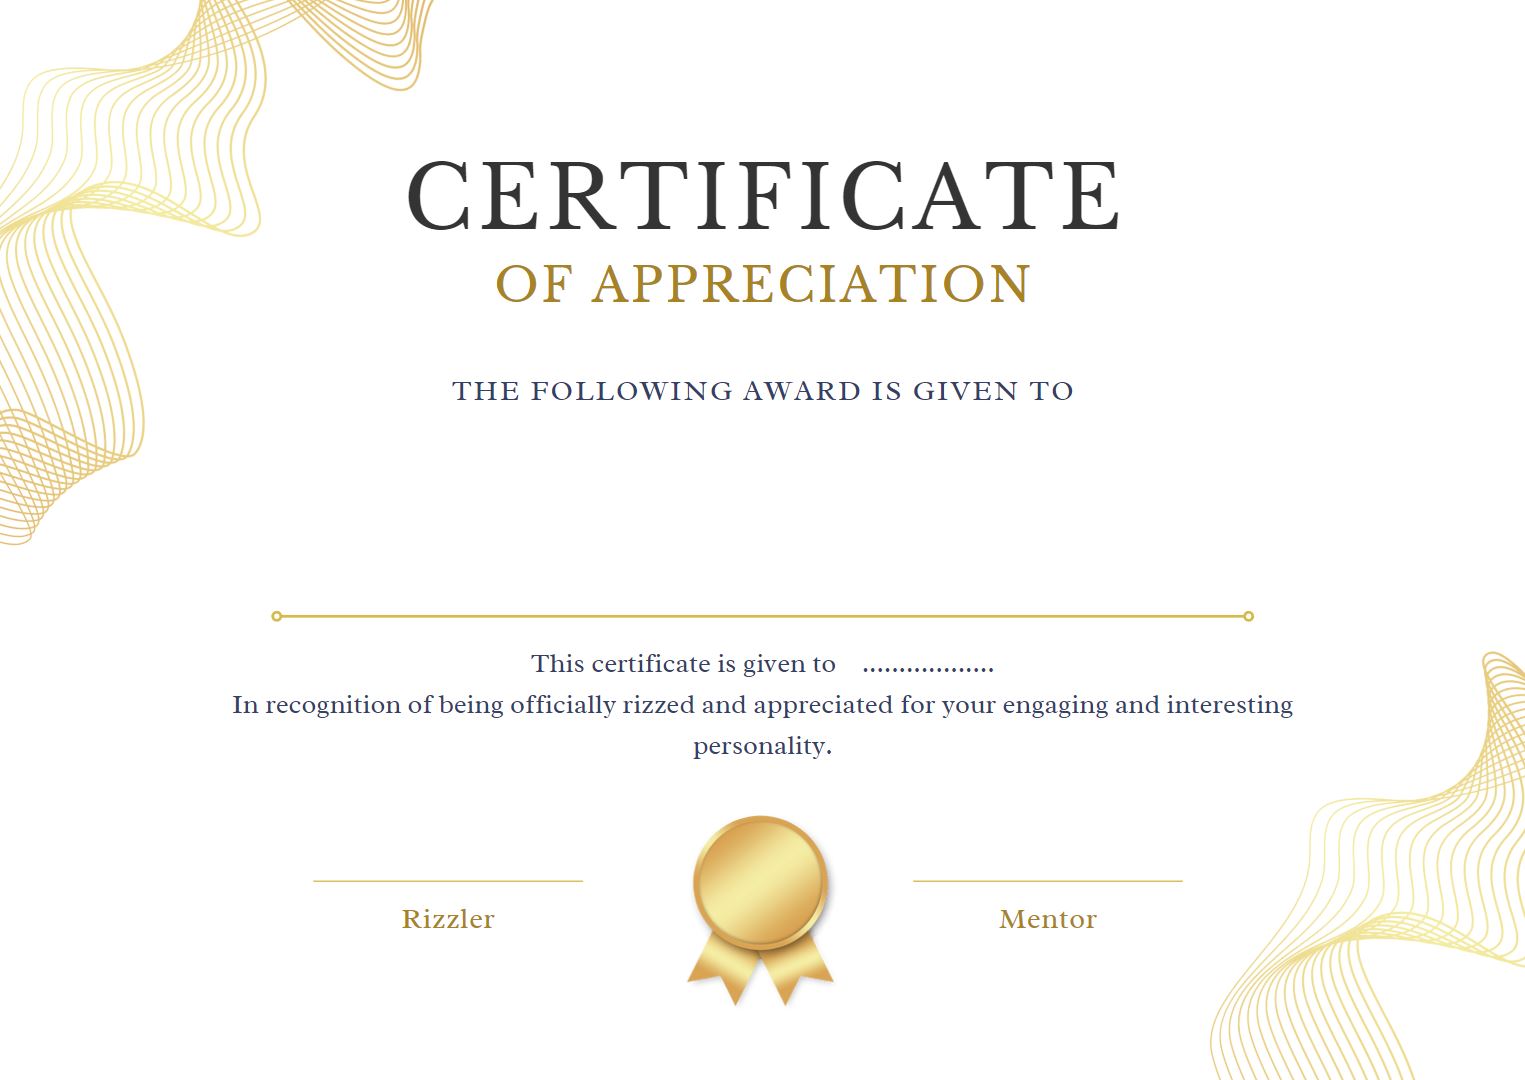 CERTIFICATE
OF APPRECIATION
THE FOLLOWING AWARD IS GIVEN TO
This certificate is given to ..................
In recognition of being officially rizzed and appreciated for your engaging and interesting
personality.
Rizzler
Mentor